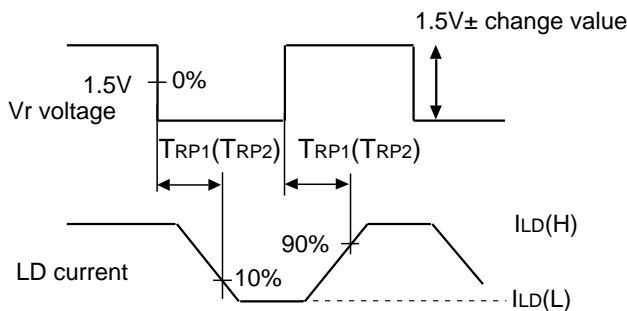 1.5V± change value
1.5V
0%
Vr voltage
TRP1(TRP2)
TRP1(TRP2)
ILD(H)
90%
LD current
10%
ILD(L)